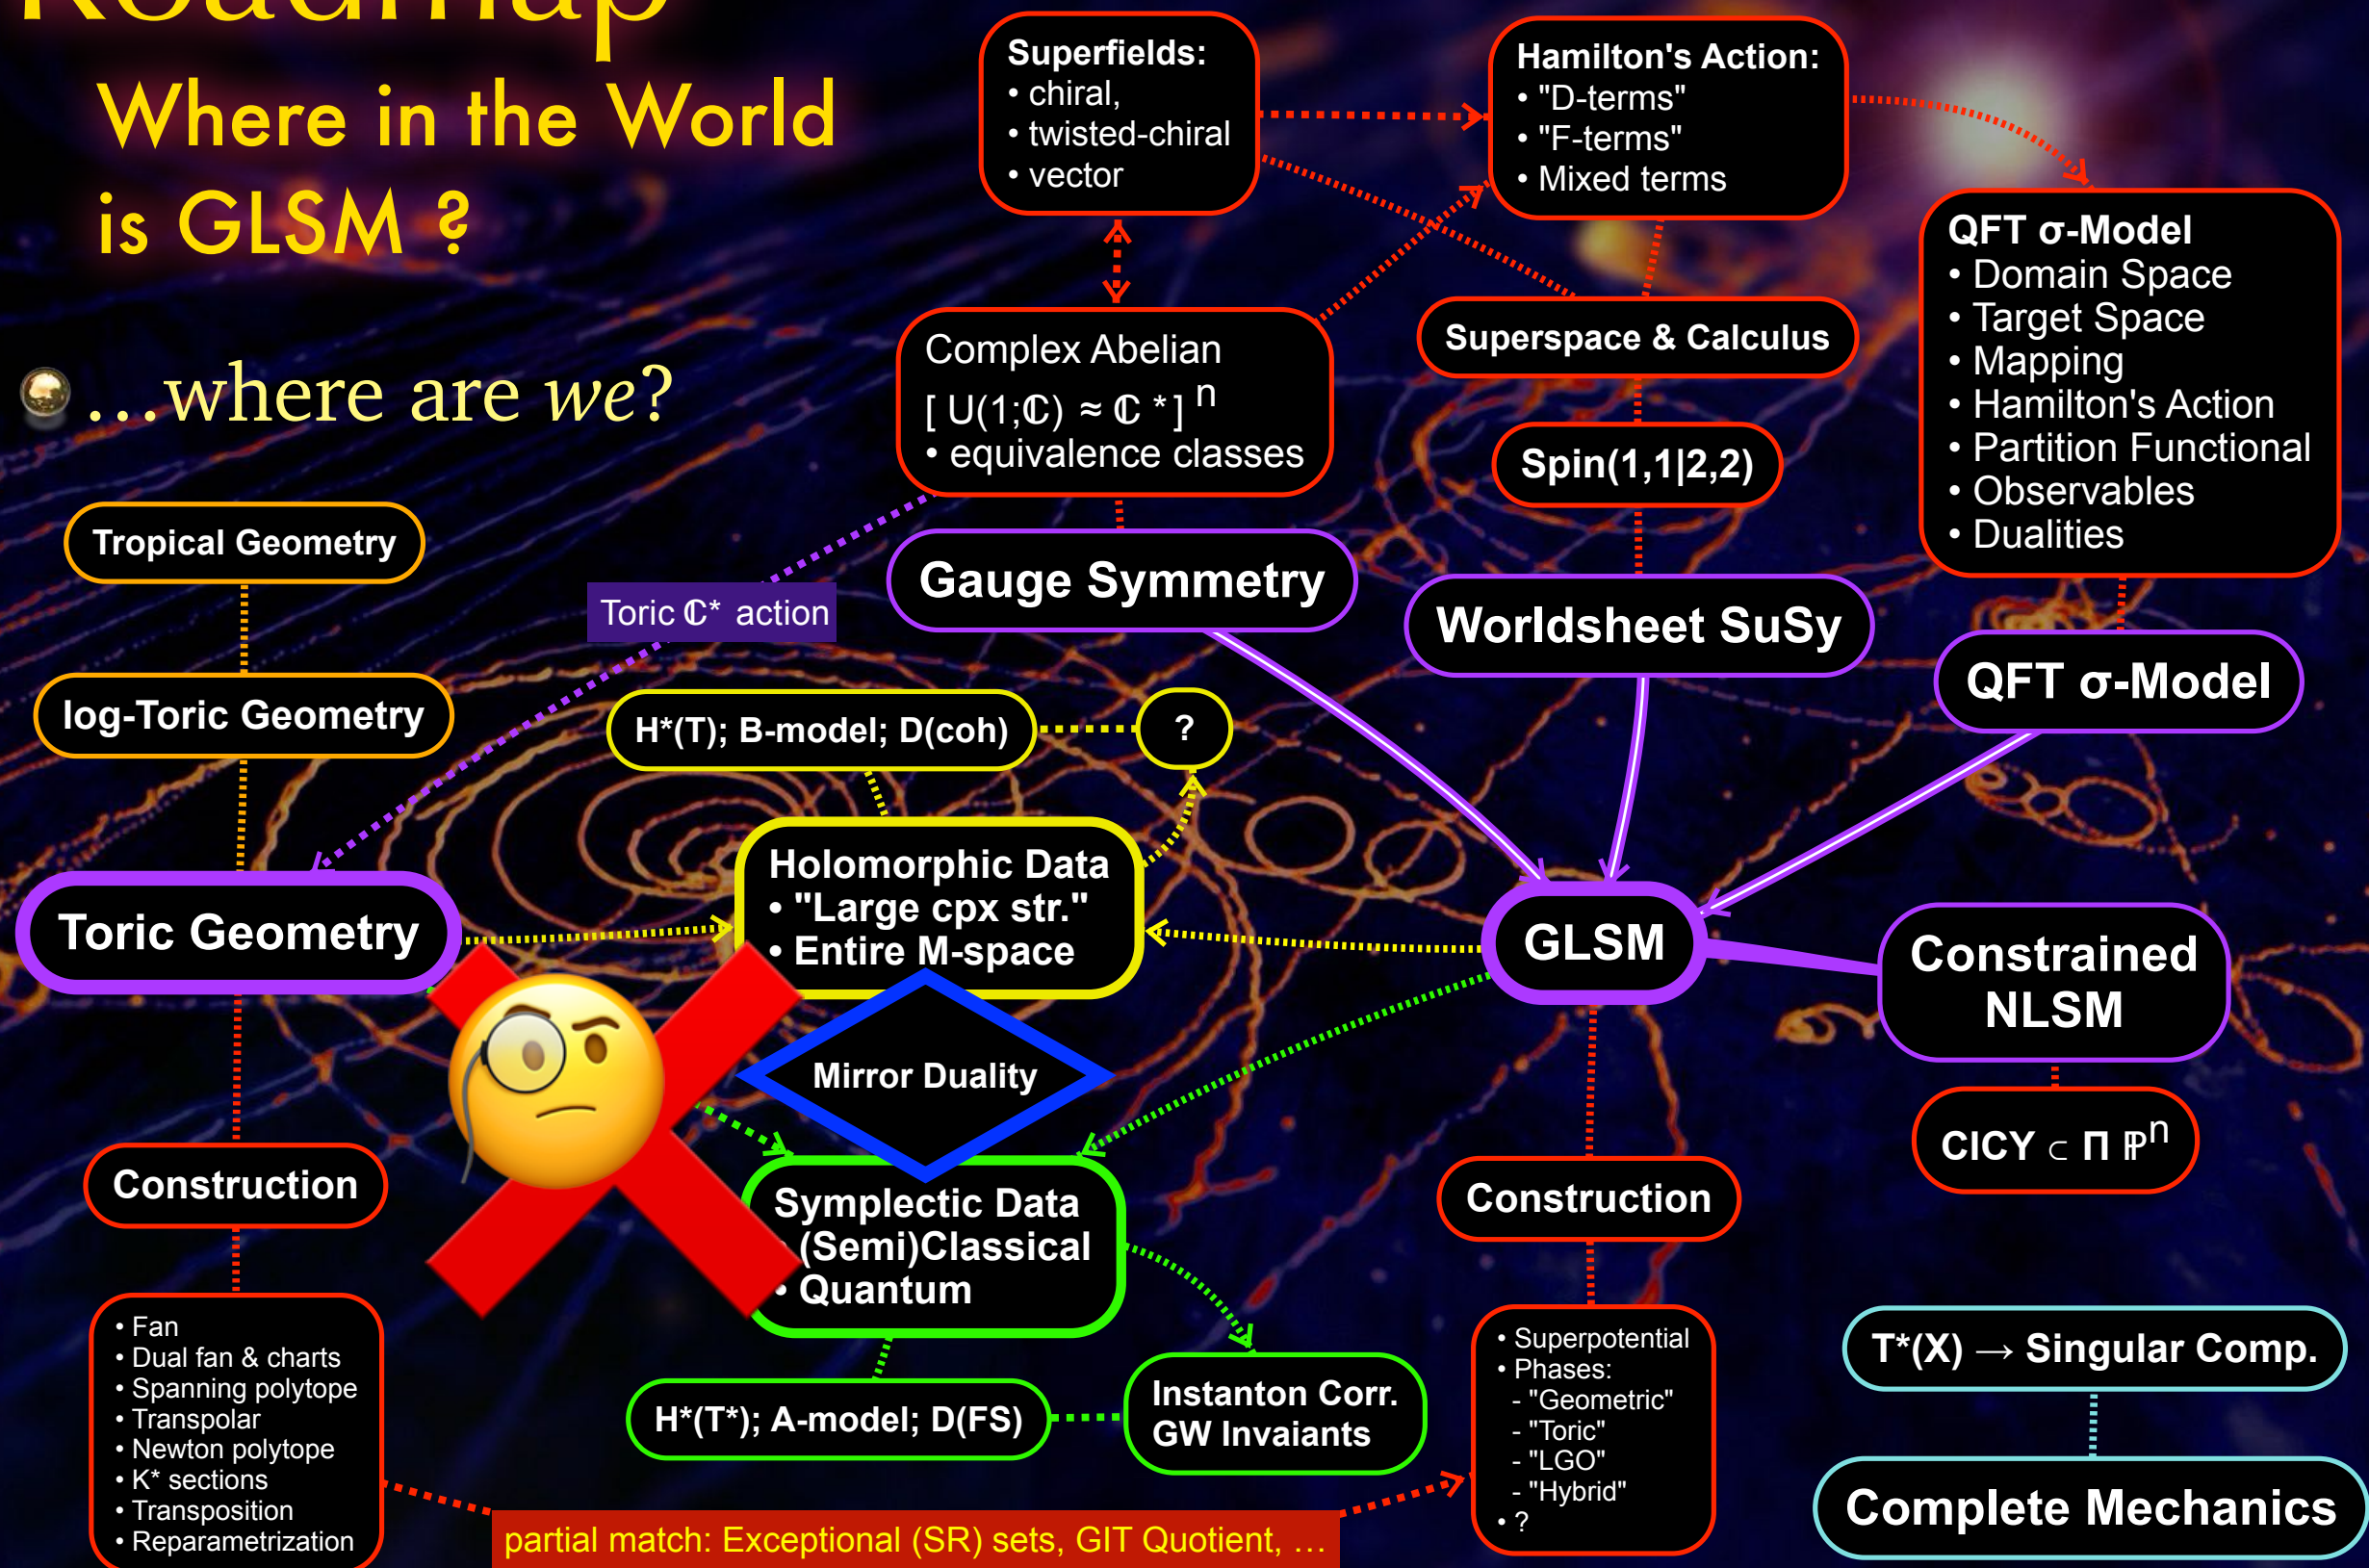 Roadmap
Where in the World
is GLSM ?
…where are we?
Superfields:
• chiral,
• twisted-chiral
• vector
Hamilton's Action:
• "D-terms"
• "F-terms"
• Mixed terms
QFT σ-Model
• Domain Space
• Target Space
• Mapping
• Hamilton's Action
• Partition Functional
• Observables
• Dualities
Complex Abelian
[ U(1;ℂ) ≈ ℂ * ] n
• equivalence classes
Superspace & Calculus
Spin(1,1|2,2)
Tropical Geometry
Gauge Symmetry
Toric ℂ* action
Worldsheet SuSy
QFT σ-Model
log-Toric Geometry
H*(T); B-model; D(coh)
?
Holomorphic Data
• "Large cpx str."
• Entire M-space
Toric Geometry
GLSM
Constrained
NLSM
Mirror Duality
CICY ⊂ Π ℙn
Construction
Symplectic Data
• (Semi)Classical
• Quantum
Construction
• Fan
• Dual fan & charts
• Spanning polytope
• Transpolar
• Newton polytope
• K* sections
• Transposition
• Reparametrization
H*(T*); A-model; D(FS)
Instanton Corr.
GW Invaiants
• Superpotential
• Phases:
- "Geometric"
- "Toric"
- "LGO"
- "Hybrid"
• ?
T*(X) → Singular Comp.
Complete Mechanics
partial match: Exceptional (SR) sets, GIT Quotient, …